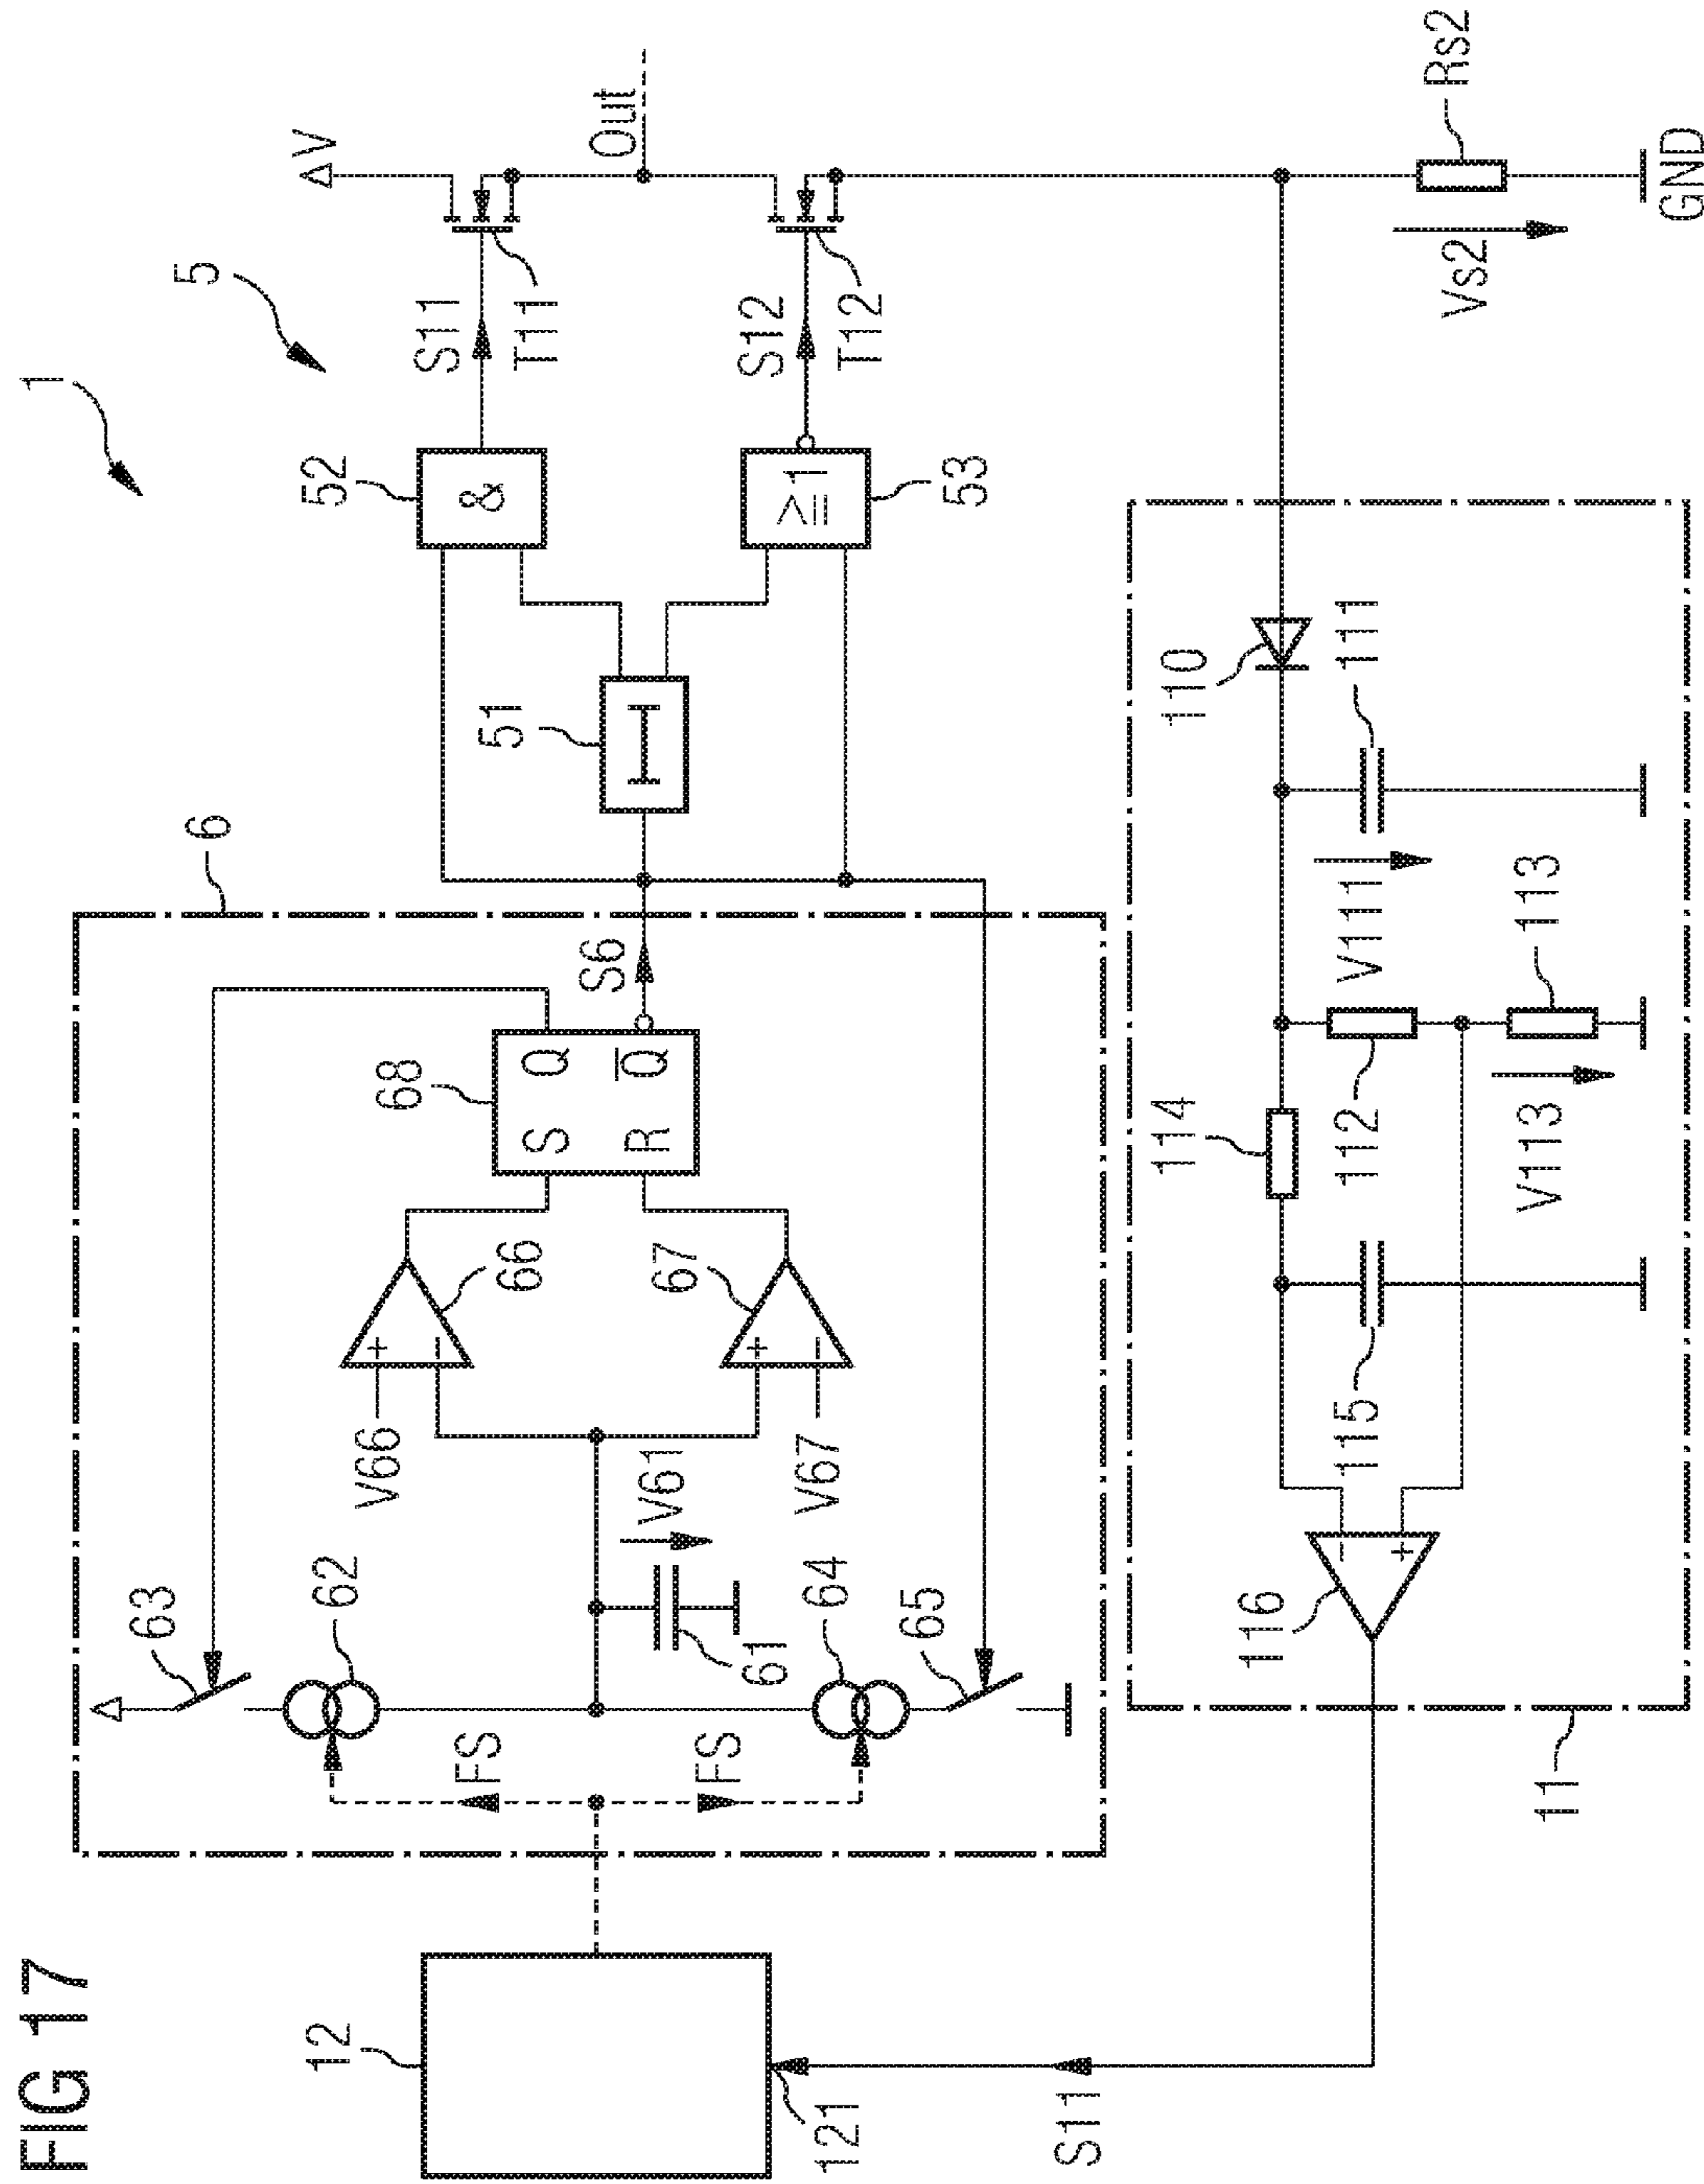 FIG 17
1
5
6
12
121
S11
FS
FS
63
62
64
65
61
V61
V66
V67
66
67
+
−
+
−
68
S
Q
R
Q̅
S6
51
52
&
53
≥1
S11
T11
S12
T12
V
Out
Rs2
Vs2
GND
11
110
111
V111
112
113
V113
114
115
116
−
+